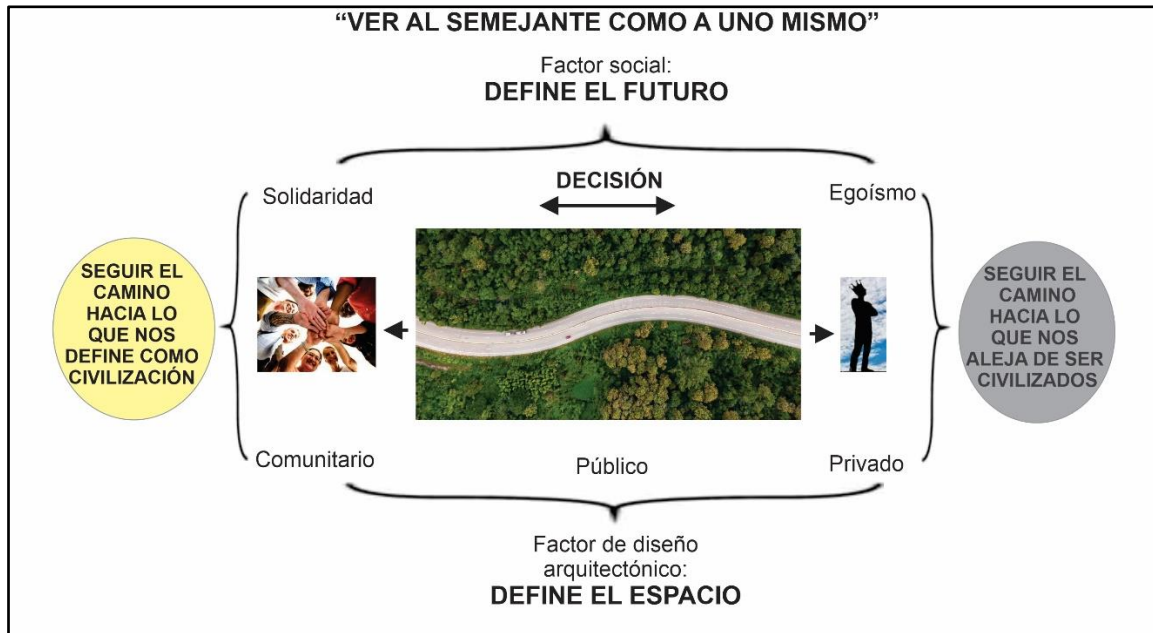 “VER AL SEMEJANTE COMO A UNO MISMO”
Factor social:
DEFINE EL FUTURO
Solidaridad
DECISIÓN
Egoísmo
SEGUIR EL
CAMINO
HACIA LO
QUE NOS
DEFINE COMO
CIVILIZACIÓN
SEGUIR EL
CAMINO
HACIA LO
QUE NOS
ALEJA DE SER
CIVILIZADOS
Comunitario
Público
Privado
Factor de diseño
arquitectónico:
DEFINE EL ESPACIO